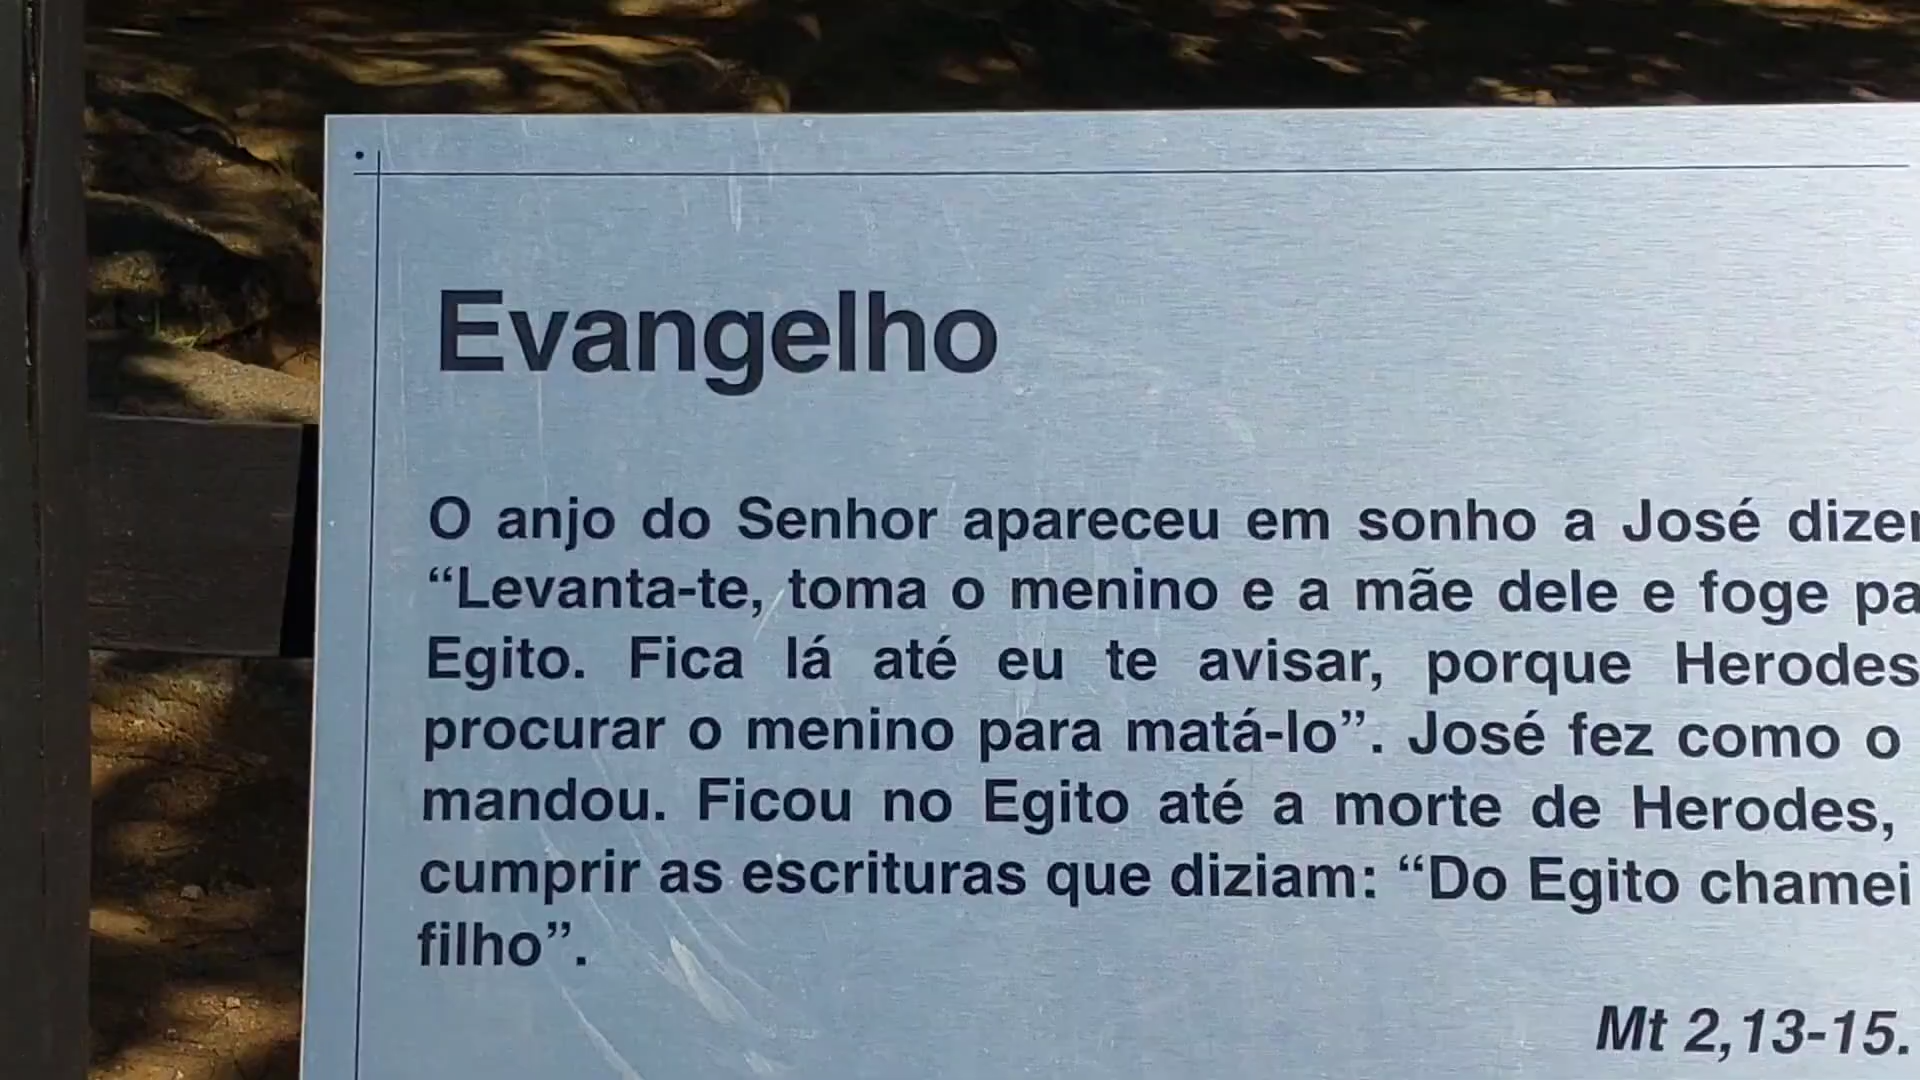 Evangelho
O anjo do Senhor apareceu em sonho a José
“Levanta-te, toma o menino e a mãe dele e foge
Egito. Fica lá até eu te avisar, porque Herodes
procurar o menino para matá-lo”. José fez como o
mandou. Ficou no Egito até a morte de Herodes,
cumprir as escrituras que diziam: “Do Egito chamei
filho”.
Mt 2,13-15.